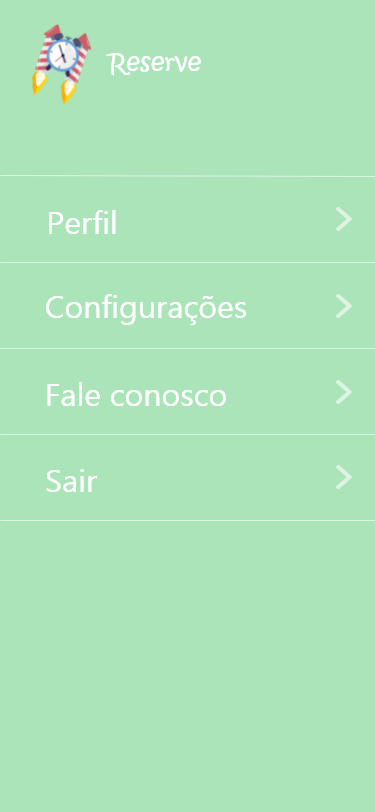 Reserve
Perfil
Configurações
Fale conosco
Sair